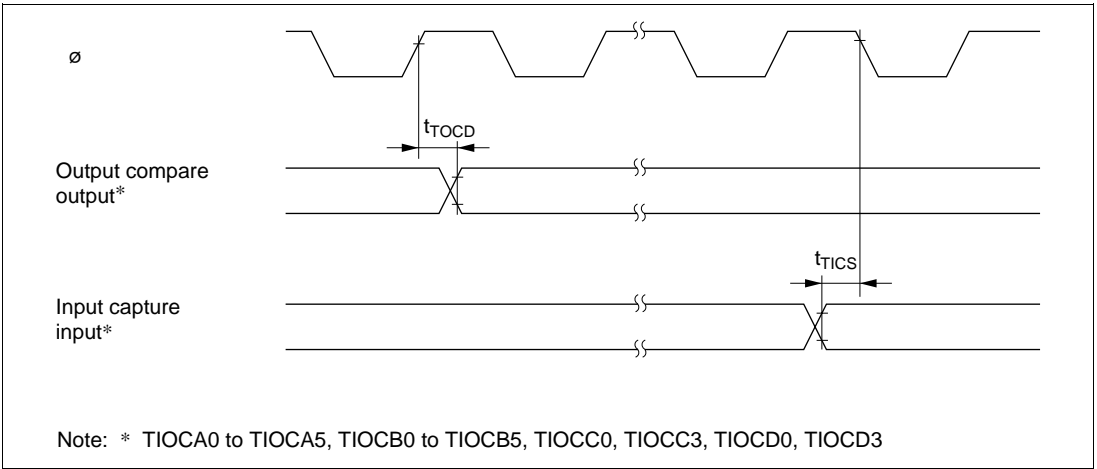 ø
tTOCD
Output compare
output*
tTICS
Input capture
input*
Note: * TIOCA0 to TIOCA5, TIOCB0 to TIOCB5, TIOCC0, TIOCC3, TIOCD0, TIOCD3